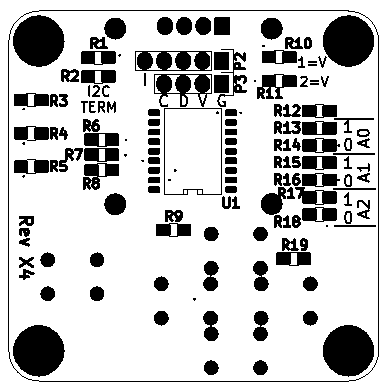 R1
R10
R2
P2
1=V
I2C
I
P3
2=V
TERM
R11
R3
C D V G
R12
R4
R6
R13
1
A0
R7
R14
0
R5
R8
R15
1
A1
R16
0
U1
R17
1
A2
R9
R18
0
Rev X4
R19